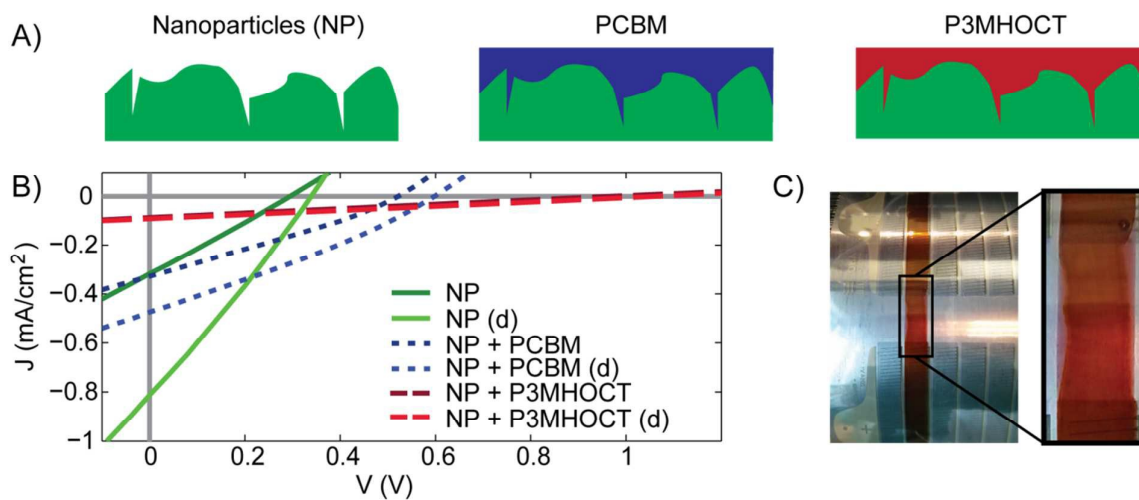 A)
Nanoparticles (NP)
PCBM
P3MHOCT
B)
0
−0.2
−0.4
−0.6
−0.8
−1
J (mA/cm²)
0
0.2
0.4
0.6
0.8
1
V (V)
NP
NP (d)
NP + PCBM
NP + PCBM (d)
NP + P3MHOCT
NP + P3MHOCT (d)
C)